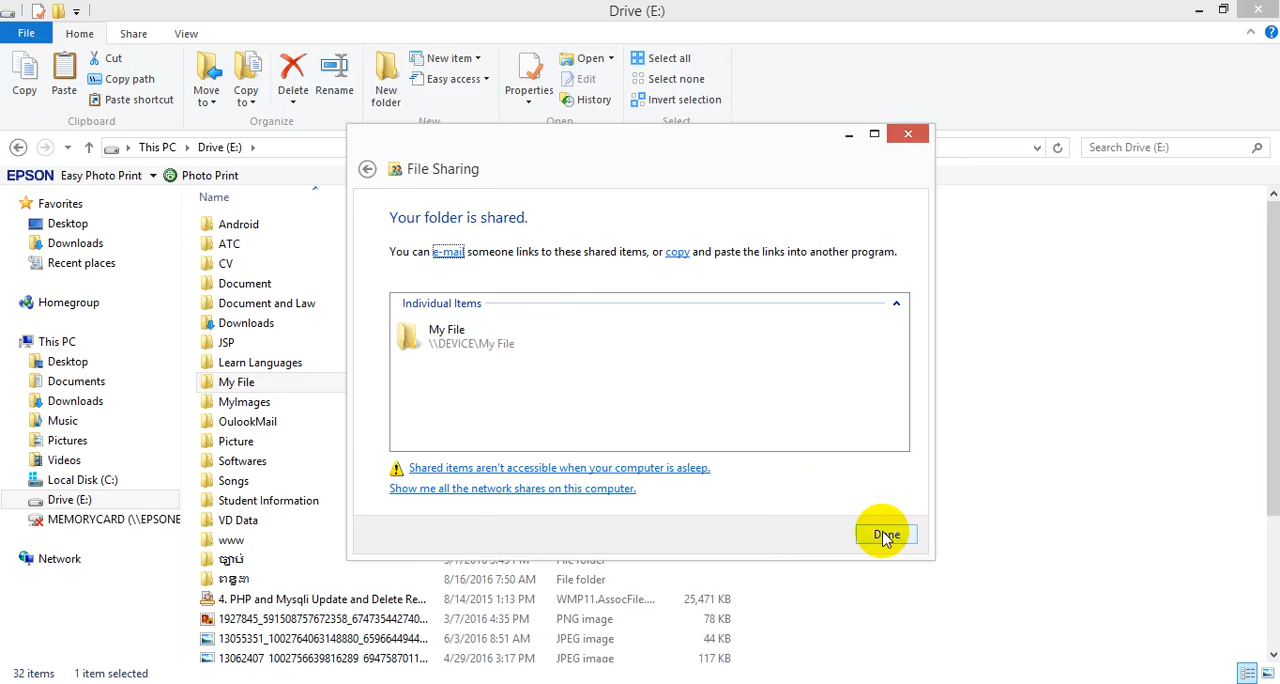 Drive (E:)
File Home Share View
Copy Paste Cut Copy path Paste shortcut
Clipboard
Move to Copy to Delete Rename
Organize
New folder New item Easy access
New
Properties Open Edit History
Open
Select all
Select none
Invert selection
Select
This PC Drive (E:)
Search Drive (E:)
EPSON Easy Photo Print Photo Print
Favorites
Desktop
Downloads
Recent places
Homegroup
This PC
Desktop
Documents
Downloads
Music
Pictures
Videos
Local Disk (C:)
Drive (E:)
MEMORYCARD (\\EPSONE
Network
Name
Android
ATC
CV
Document
Document and Law
Downloads
JSP
Learn Languages
My File
MyImages
OulookMail
Picture
Softwares
Songs
Student Information
VD Data
www
ច្បាប់
ពន្ធដា 8/16/2016 7:50 AM File folder
4. PHP and Mysqli Update and Delete Re... 8/14/2015 1:13 PM WMP11.AssocFile.... 25,471 KB
1927845_591508757672358_674735442740... 3/7/2016 4:35 PM PNG image 78 KB
13055351_1002764063148880_6596644944... 6/3/2016 8:51 AM JPEG image 44 KB
13062407_1002756639816289_6947587011... 4/29/2016 3:17 PM JPEG image 117 KB
File Sharing
Your folder is shared.
You can e-mail someone links to these shared items, or copy and paste the links into another program.
Individual Items
My File
\\DEVICE\My File
Shared items aren't accessible when your computer is asleep.
Show me all the network shares on this computer.
Done
32 items 1 item selected